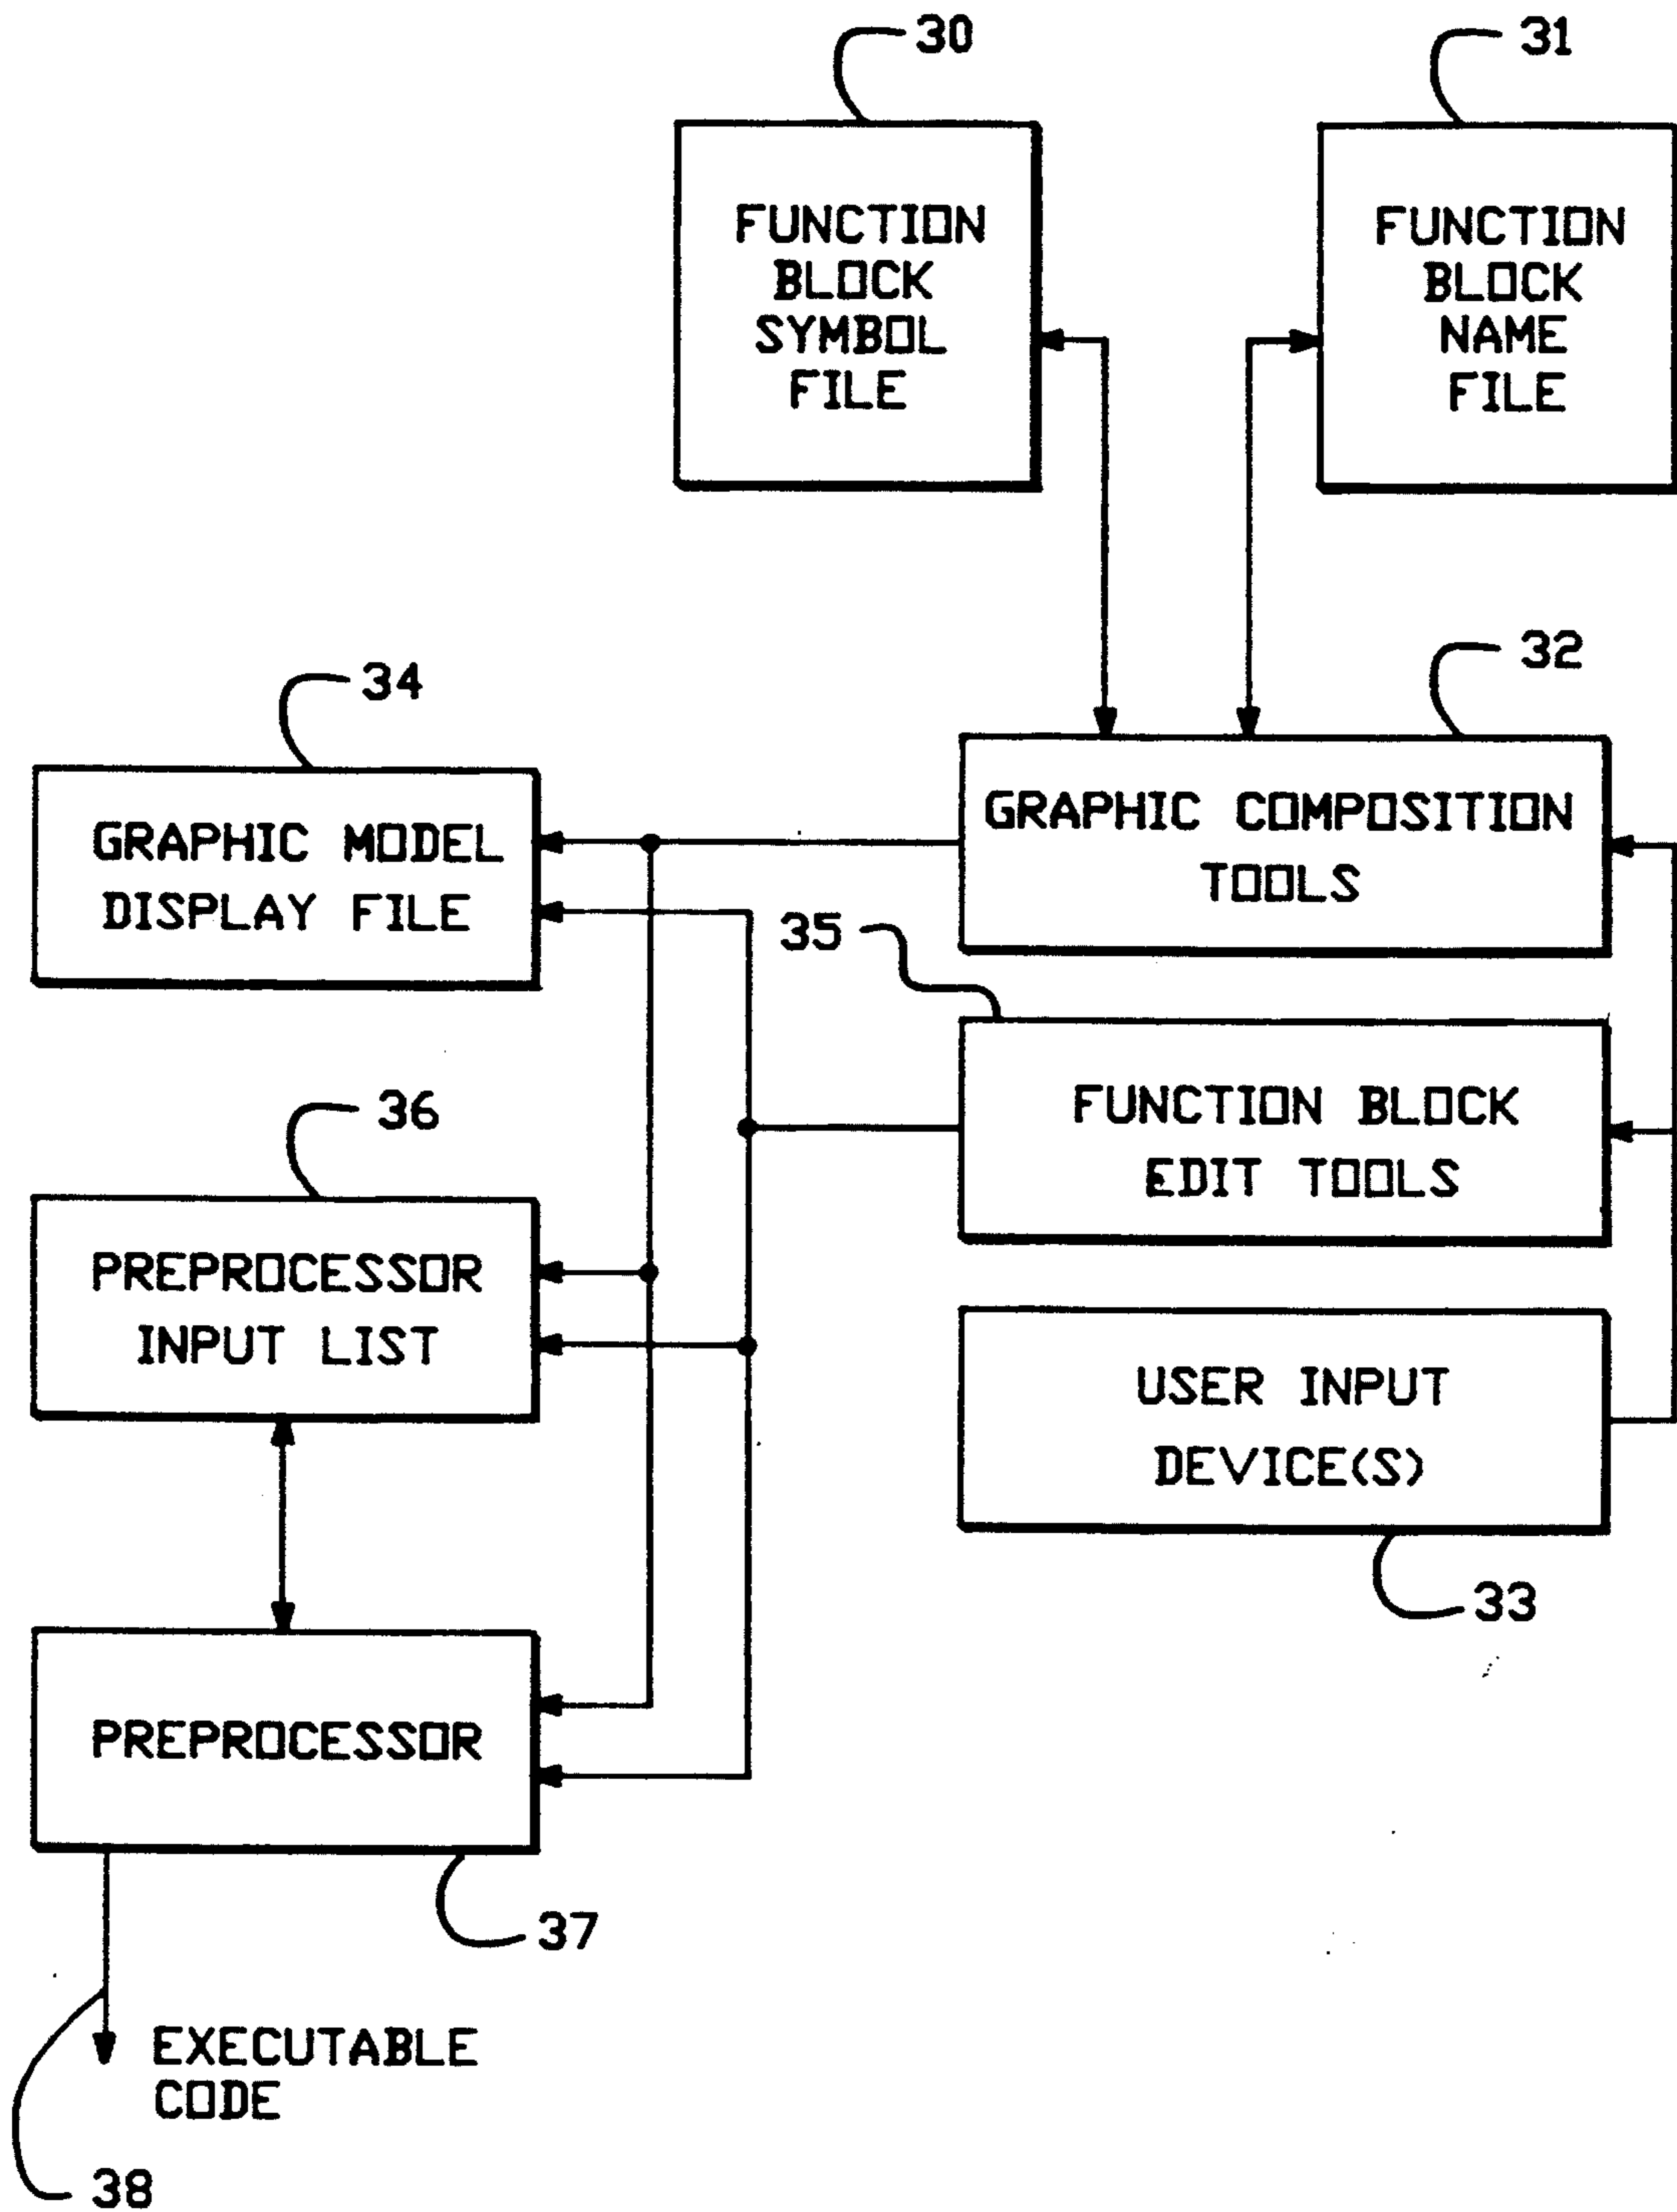 30
31
FUNCTION
BLOCK
SYMBOL
FILE
FUNCTION
BLOCK
NAME
FILE
32
34
GRAPHIC COMPOSITION
TOOLS
GRAPHIC MODEL
DISPLAY FILE
35
FUNCTION BLOCK
EDIT TOOLS
36
PREPROCESSOR
INPUT LIST
USER INPUT
DEVICE(S)
33
PREPROCESSOR
37
EXECUTABLE
CODE
38